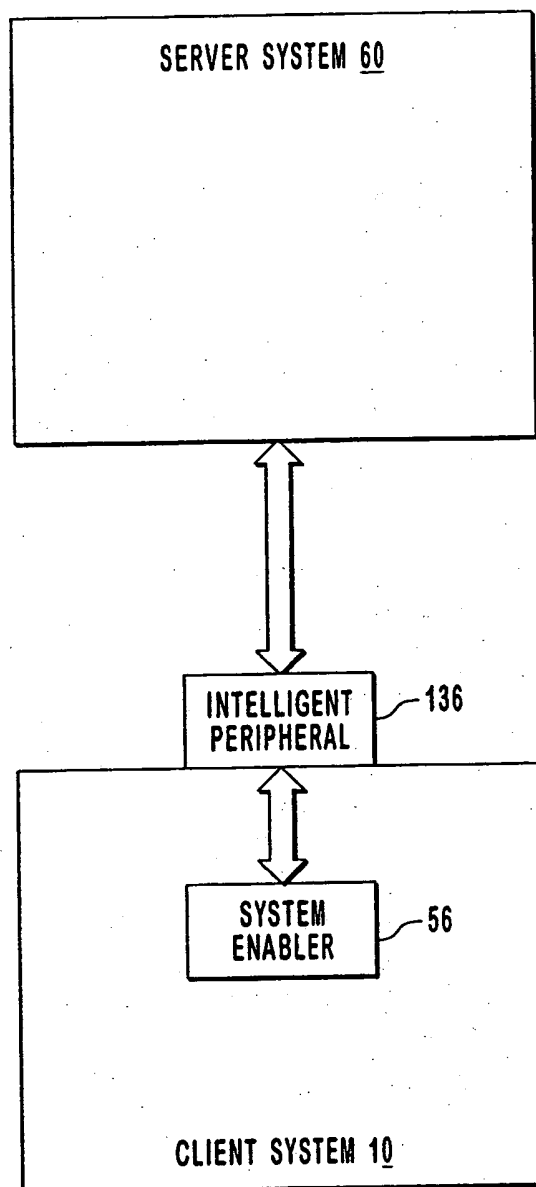 SERVER SYSTEM 60
INTELLIGENT
PERIPHERAL
136
SYSTEM
ENABLER
56
CLIENT SYSTEM 10